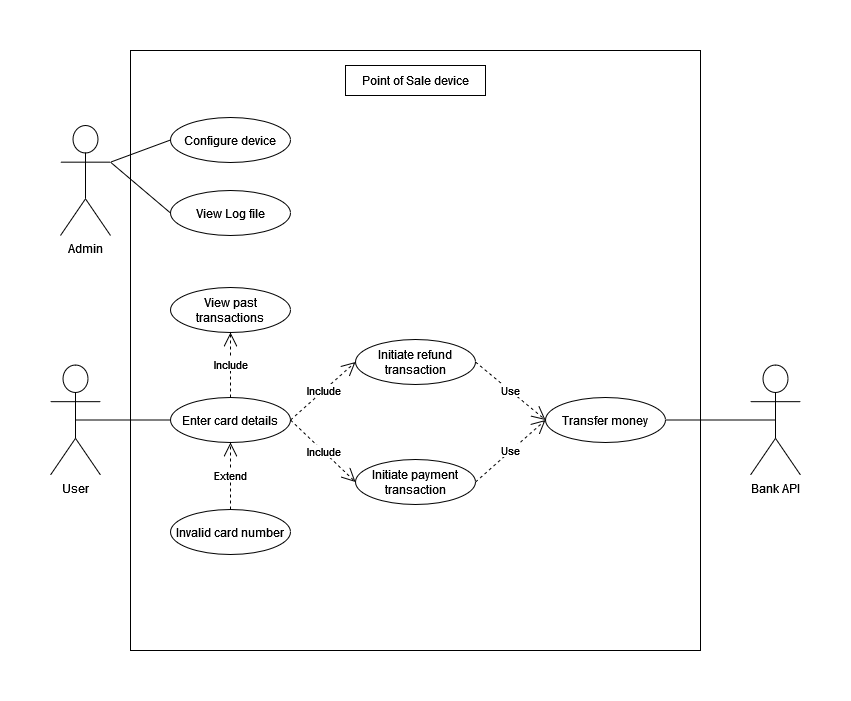 Point of Sale device
Configure device
View Log file
Admin
View past
transactions
Include
Initiate refund
transaction
Include
Use
Enter card details
Transfer money
Include
Use
Extend
Initiate payment
transaction
User
Bank API
Invalid card number